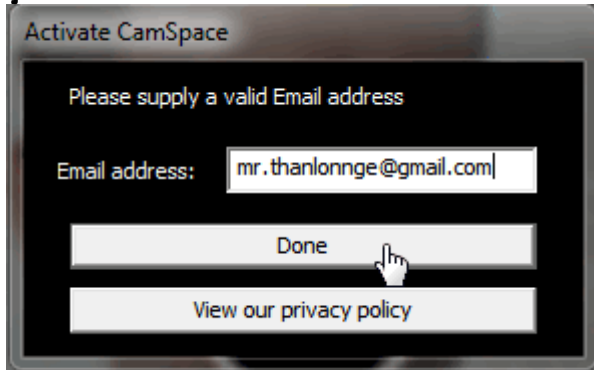 Activate CamSpace
Please supply a valid Email address
Email address: mr.thanlonnge@gmail.com
Done
View our privacy policy